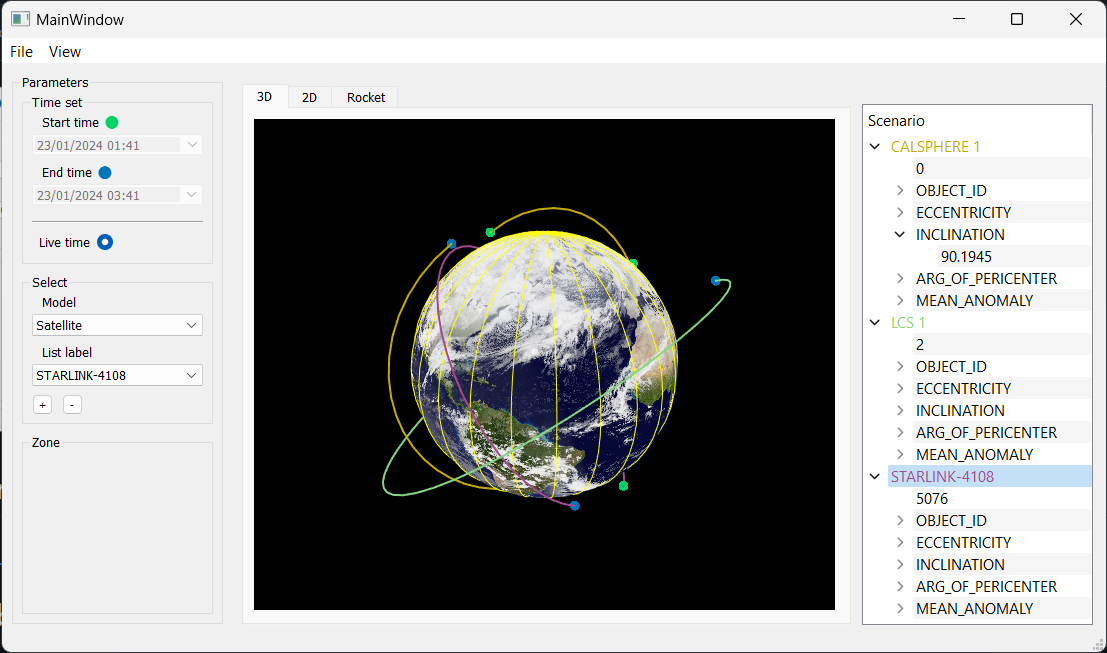 MainWindow
File View
Parameters
Time set
Start time
23/01/2024 01:41
End time
23/01/2024 03:41
Live time
Select
Model
Satellite
List label
STARLINK-4108
+ -
Zone
3D 2D Rocket
Scenario
CALSPHERE 1
0
OBJECT_ID
ECCENTRICITY
INCLINATION
90.1945
ARG_OF_PERICENTER
MEAN_ANOMALY
LCS 1
2
OBJECT_ID
ECCENTRICITY
INCLINATION
ARG_OF_PERICENTER
MEAN_ANOMALY
STARLINK-4108
5076
OBJECT_ID
ECCENTRICITY
INCLINATION
ARG_OF_PERICENTER
MEAN_ANOMALY